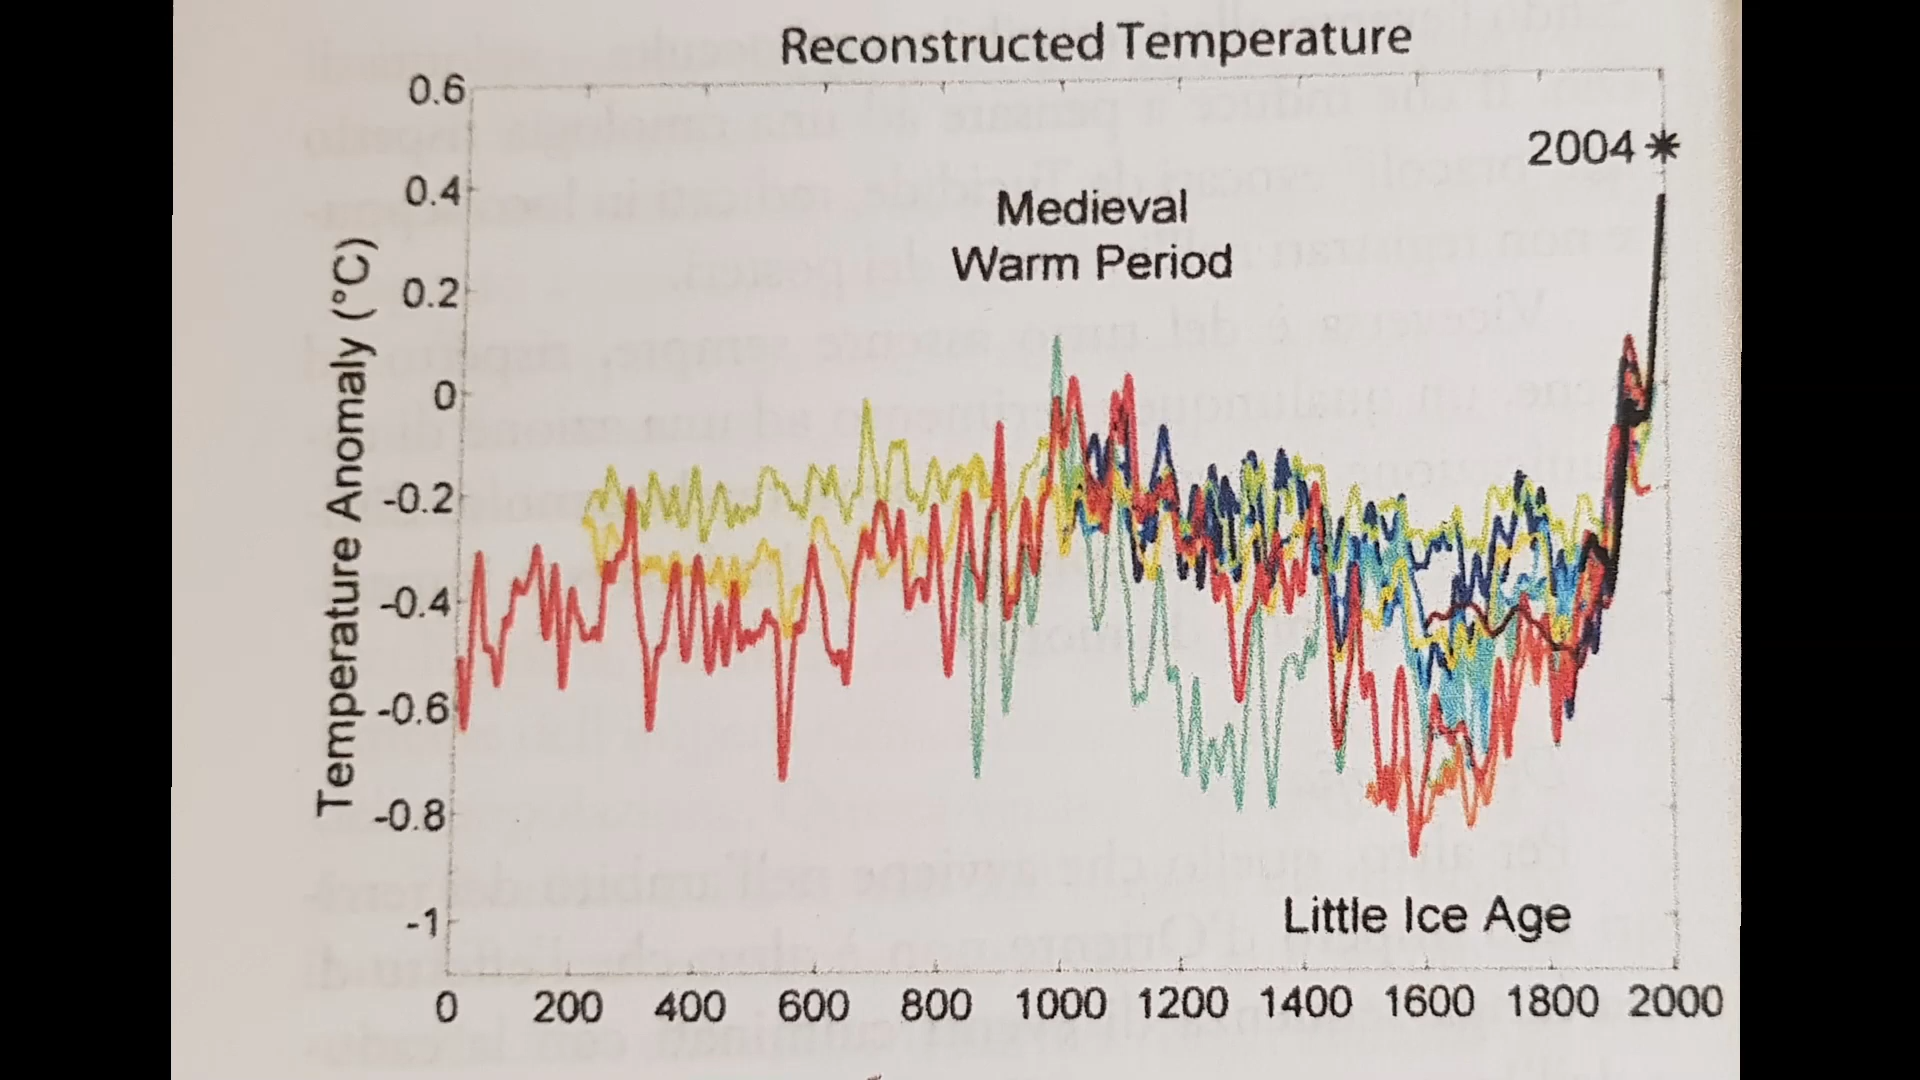 Reconstructed Temperature
0.6
2004 *
0.4
Medieval
Warm Period
0.2
0
-0.2
-0.4
-0.6
-0.8
-1
Temperature Anomaly (°C)
Little Ice Age
0 200 400 600 800 1000 1200 1400 1600 1800 2000